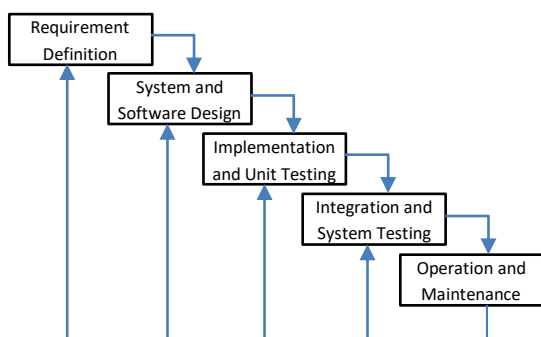 Requirement
Definition
System and
Software Design
Implementation
and Unit Testing
Integration and
System Testing
Operation and
Maintenance